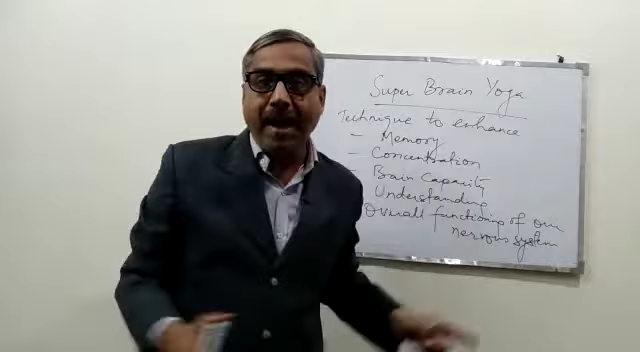 Super Brain Yoga
Technique to enhance
- Memory
- Concentration
- Brain Capacity
Understanding
Overall functioning of our
nervous system